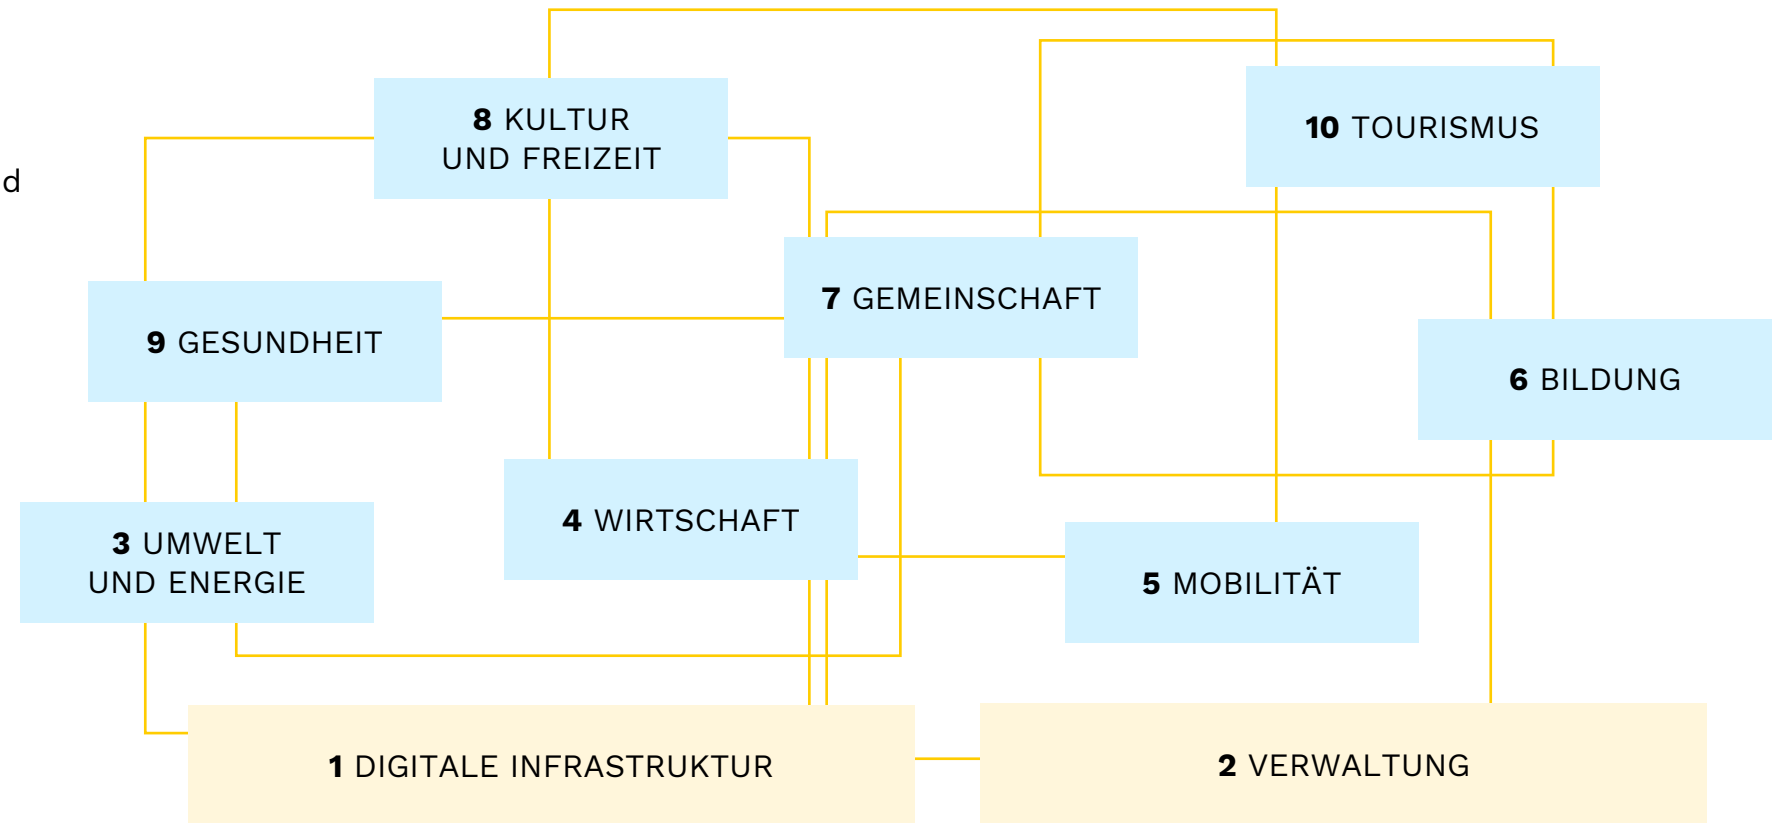 8 KULTUR
UND FREIZEIT
10 TOURISMUS
d
7 GEMEINSCHAFT
9 GESUNDHEIT
6 BILDUNG
4 WIRTSCHAFT
3 UMWELT
UND ENERGIE
5 MOBILITÄT
1 DIGITALE INFRASTRUKTUR
2 VERWALTUNG